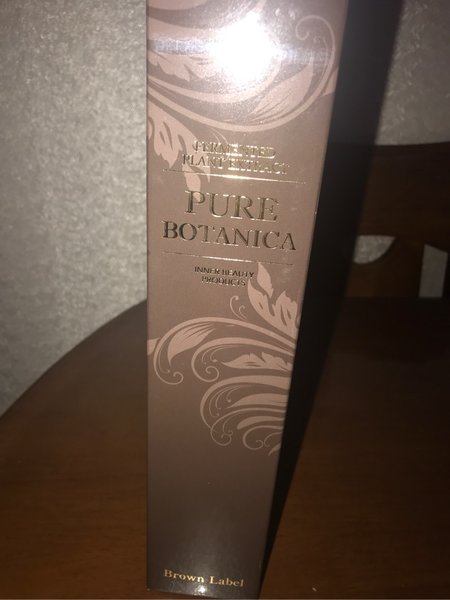 FERMENTED
PLANT EXTRACT
PURE
BOTANICA
INNER BEAUTY
PRODUCTS
Brown Label